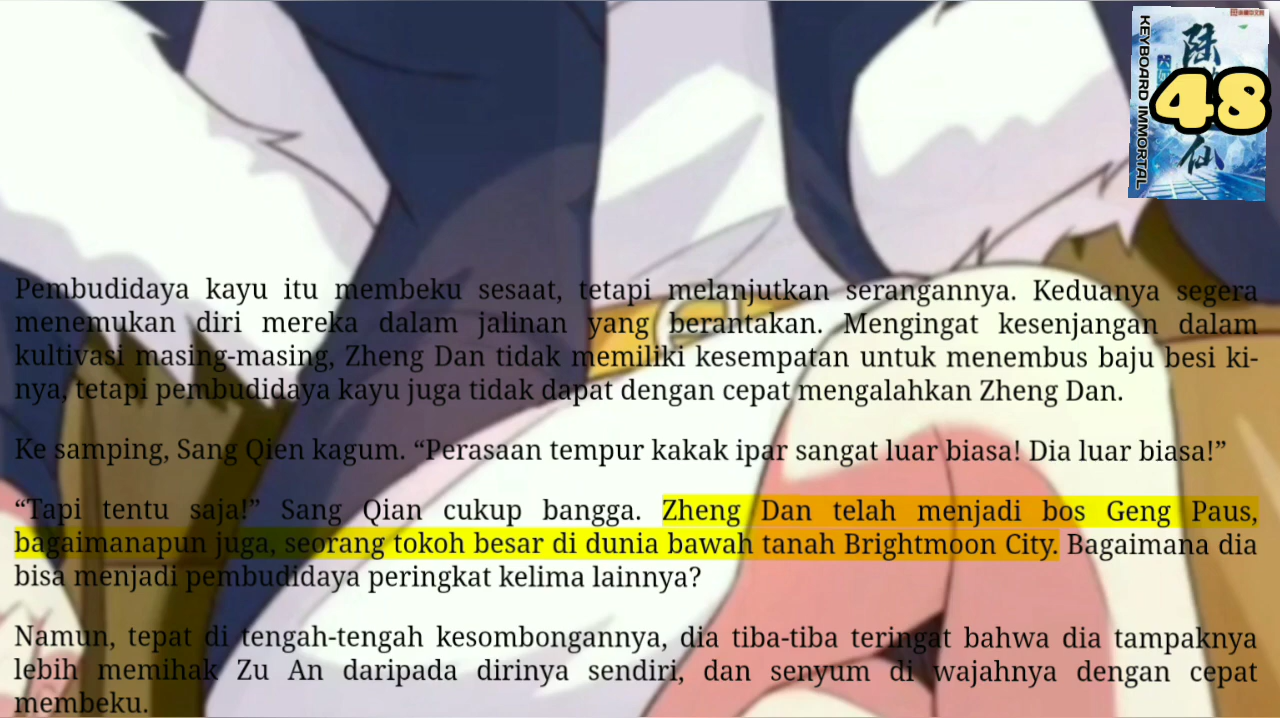 KEYBOARD IMMORTAL
48
Pembudidaya kayu itu membeku sesaat, tetapi melanjutkan serangannya. Keduanya segera
menemukan diri mereka dalam jalinan yang berantakan. Mengingat kesenjangan dalam
kultivasi masing-masing, Zheng Dan tidak memiliki kesempatan untuk menembus baju besi ki-
nya, tetapi pembudidaya kayu juga tidak dapat dengan cepat mengalahkan Zheng Dan.
Ke samping, Sang Qien kagum. “Perasaan tempur kakak ipar sangat luar biasa! Dia luar biasa!”
“Tapi tentu saja!” Sang Qian cukup bangga. Zheng Dan telah menjadi bos Geng Paus,
bagaimanapun juga, seorang tokoh besar di dunia bawah tanah Brightmoon City. Bagaimana dia
bisa menjadi pembudidaya peringkat kelima lainnya?
Namun, tepat di tengah-tengah kesombongannya, dia tiba-tiba teringat bahwa dia tampaknya
lebih memihak Zu An daripada dirinya sendiri, dan senyum di wajahnya dengan cepat
membeku.